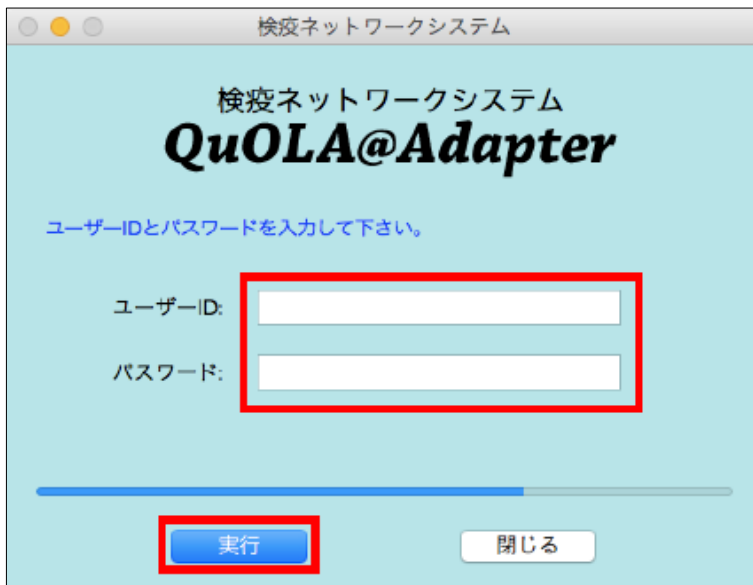 検疫ネットワークシステム
検疫ネットワークシステム
QuOLA@Adapter
ユーザーIDとパスワードを入力して下さい。
ユーザーID:
パスワード:
実行 閉じる